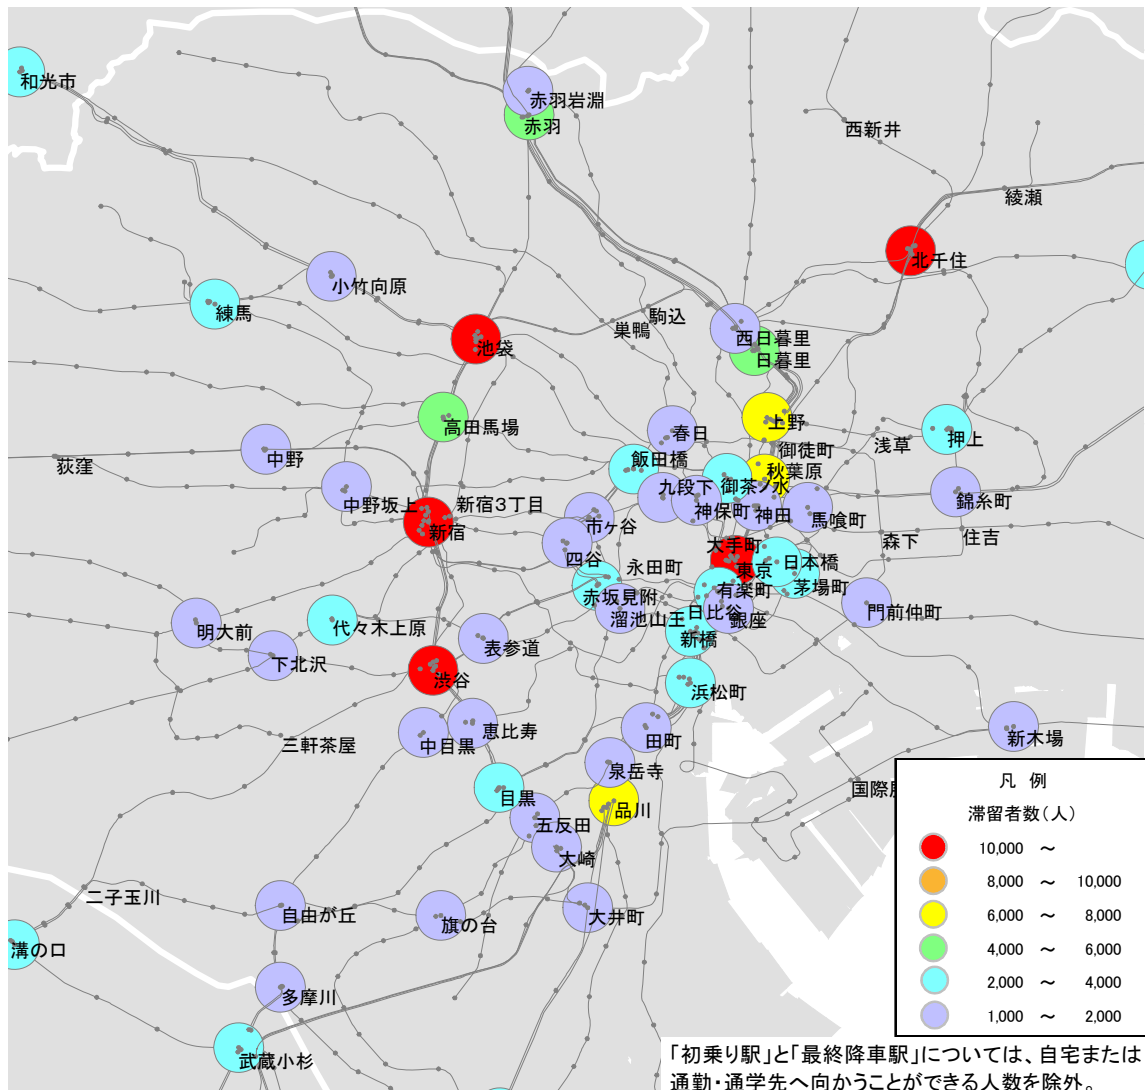 和光市
赤羽岩淵
赤羽
西新井
綾瀬
北千住
小竹向原
練馬
池袋
巣鴨
駒込
西日暮里
日暮里
高田馬場
春日
上野
御徒町
浅草
押上
荻窪
中野
中野坂上
新宿3丁目
新宿
飯田橋
秋葉原
御茶ノ水
九段下
神保町
神田
馬喰町
錦糸町
市ヶ谷
四谷
永田町
大手町
東京
日本橋
茅場町
森下
住吉
赤坂見附
有楽町
日比谷
銀座
溜池山王
新橋
門前仲町
明大前
代々木上原
下北沢
表参道
渋谷
浜松町
三軒茶屋
中目黒
恵比寿
田町
泉岳寺
新木場
国際展
目黒
品川
五反田
大崎
二子玉川
自由が丘
旗の台
大井町
溝の口
多摩川
武蔵小杉
凡 例
滞留者数(人)
10,000 ～
8,000 ～ 10,000
6,000 ～ 8,000
4,000 ～ 6,000
2,000 ～ 4,000
1,000 ～ 2,000
「初乗り駅」と「最終降車駅」については、自宅または
通勤・通学先へ向かうことができる人数を除外。